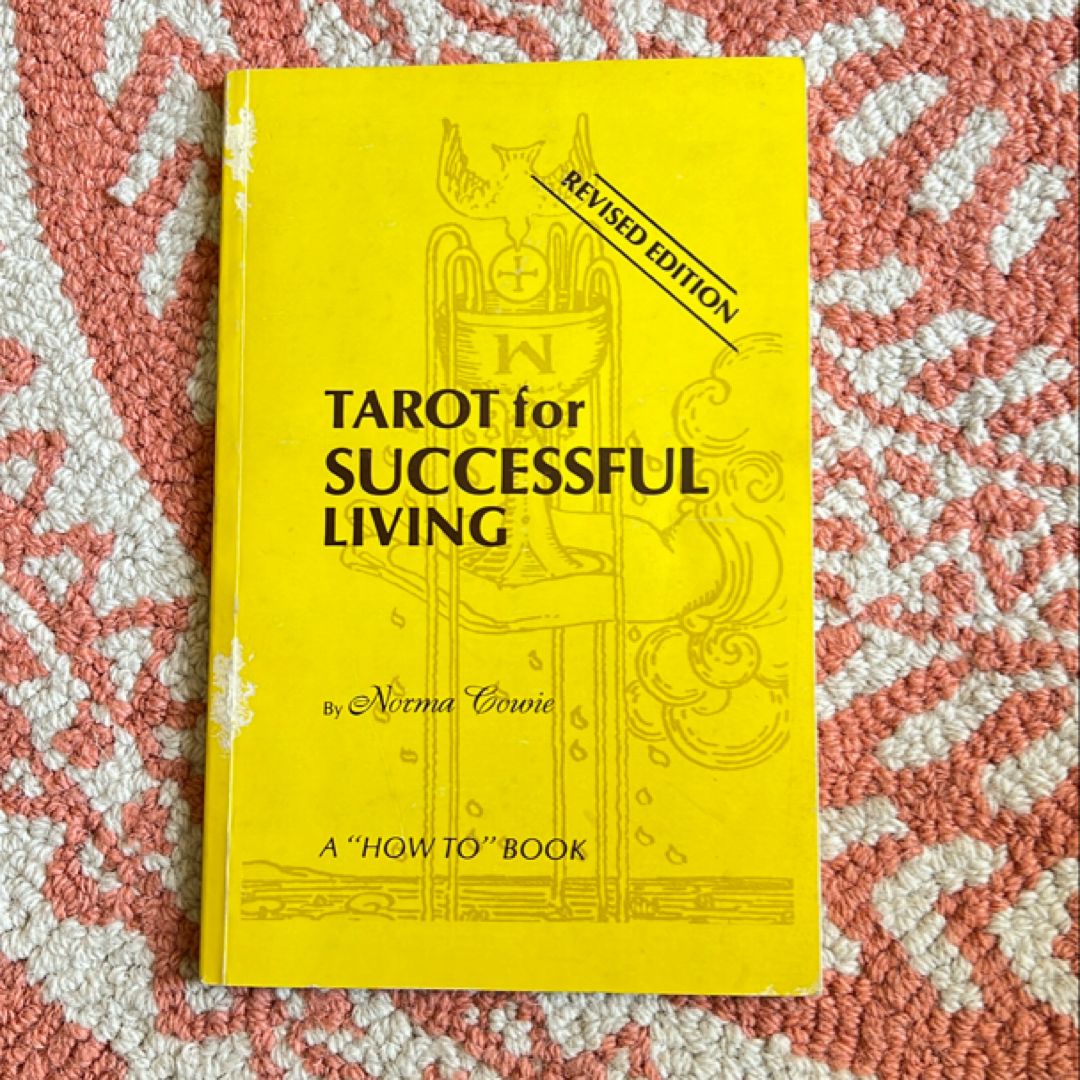 REVISED EDITION
W
TAROT for
SUCCESSFUL
LIVING
By Norma Cowie
A “HOW TO” BOOK